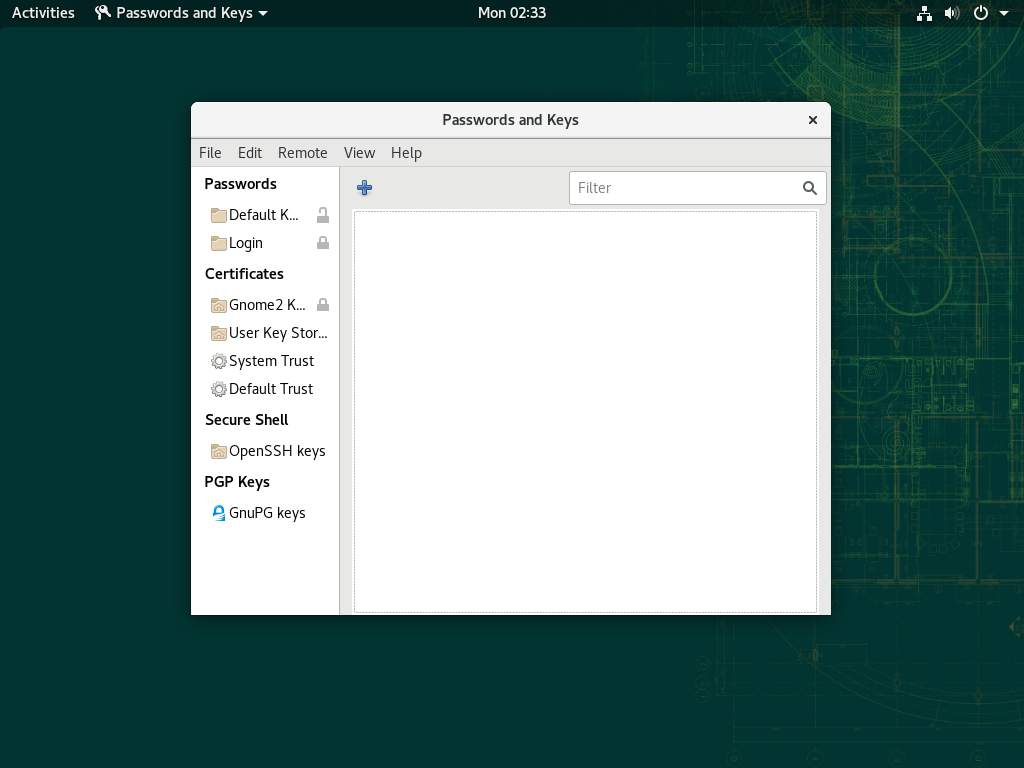 Activities Passwords and Keys Mon 02:33
Passwords and Keys
File Edit Remote View Help
Passwords
Filter
Default K...
Login
Certificates
Gnome2 K...
User Key Stor...
System Trust
Default Trust
Secure Shell
OpenSSH keys
PGP Keys
GnuPG keys